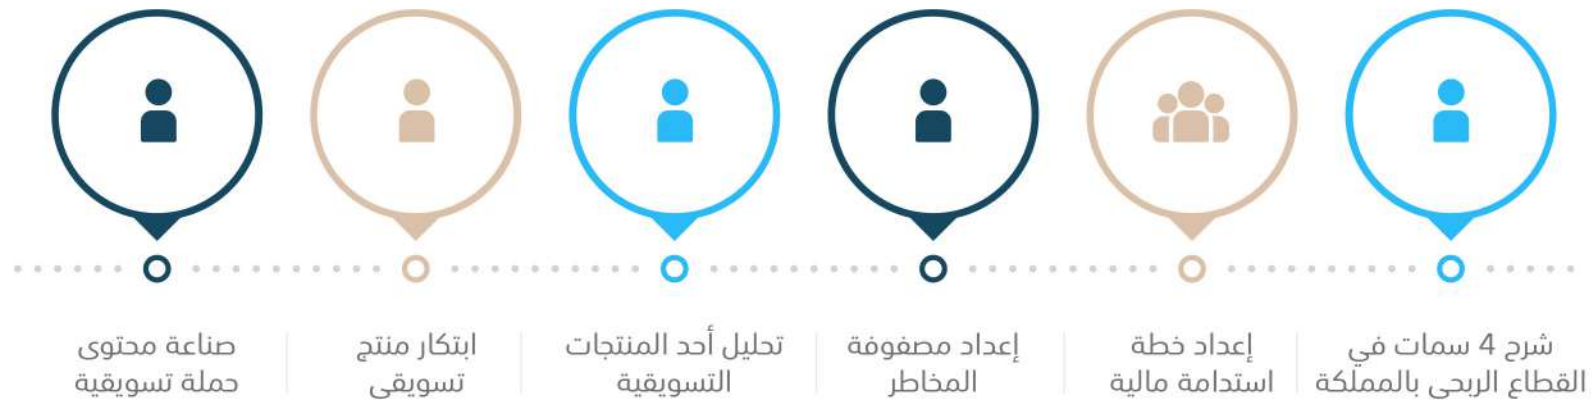 شرح 4 سمات في
القطاع الربحي بالمملكة
إعداد خطة
استدامة مالية
إعداد مصفوفة
المخاطر
تحليل أحد المنتجات
التسويقية
ابتكار منتج
تسويقي
صناعة محتوى
حملة تسويقية